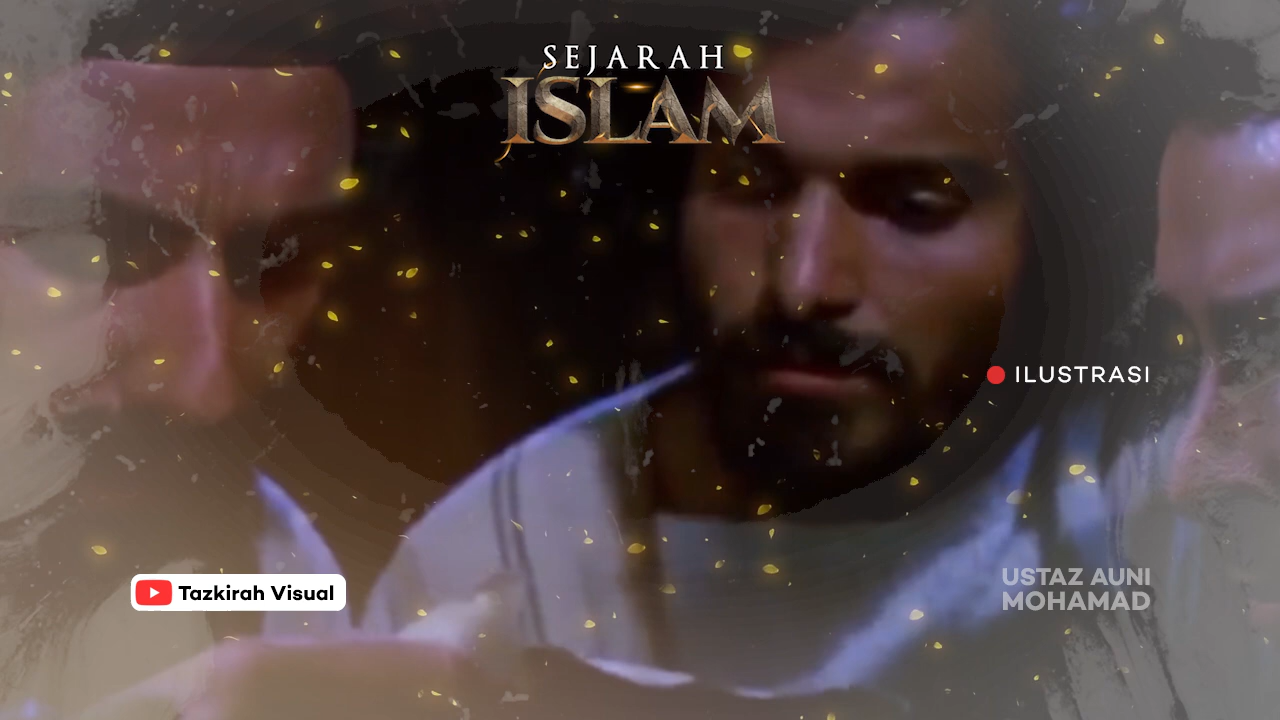 SEJARAH
ISLAM
ILUSTRASI
Tazkirah Visual
USTAZ AUNI
MOHAMAD